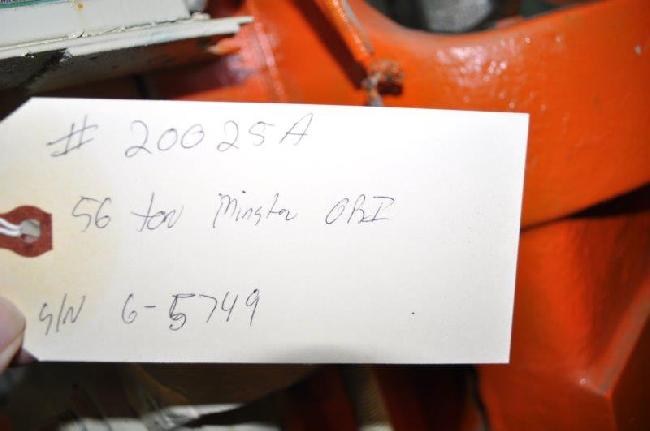 # 20025A
56 ton Minster OBI
S/N 6-5749